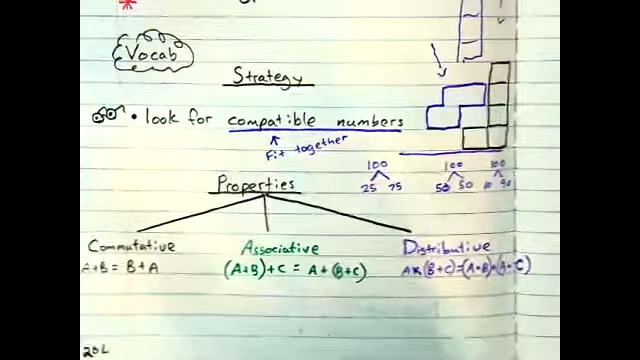 Vocab
Strategy
• look for compatible numbers
Fit together
100 100 100
25 75 50 50 10 90
Properties
Commutative Associative Distributive
A+B = B+A (A+B)+C = A+(B+C)
20L